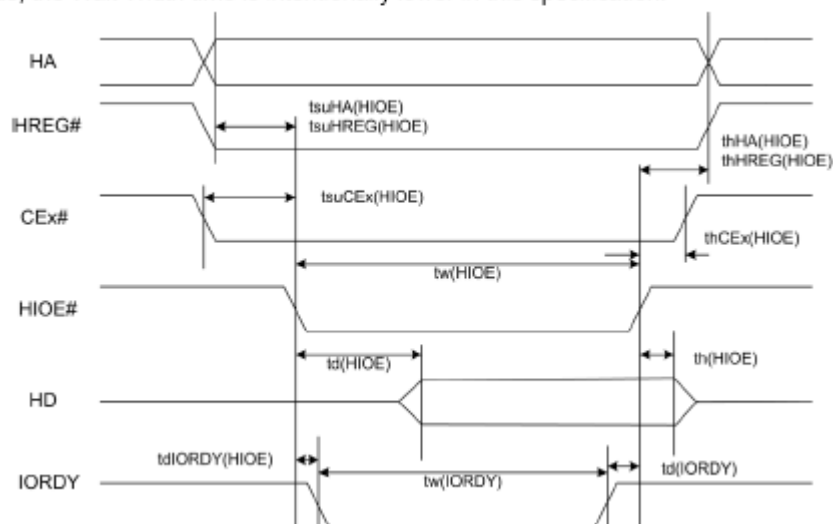 HA
tsuHA(HIOE)
HREG#
tsuHREG(HIOE)
thHA(HIOE)
thHREG(HIOE)
tsuCEx(HIOE)
CEx#
thCEx(HIOE)
tw(HIOE)
HIOE#
td(HIOE)
th(HIOE)
HD
tdIORDY(HIOE)
td(IORDY)
IORDY
tw(IORDY)